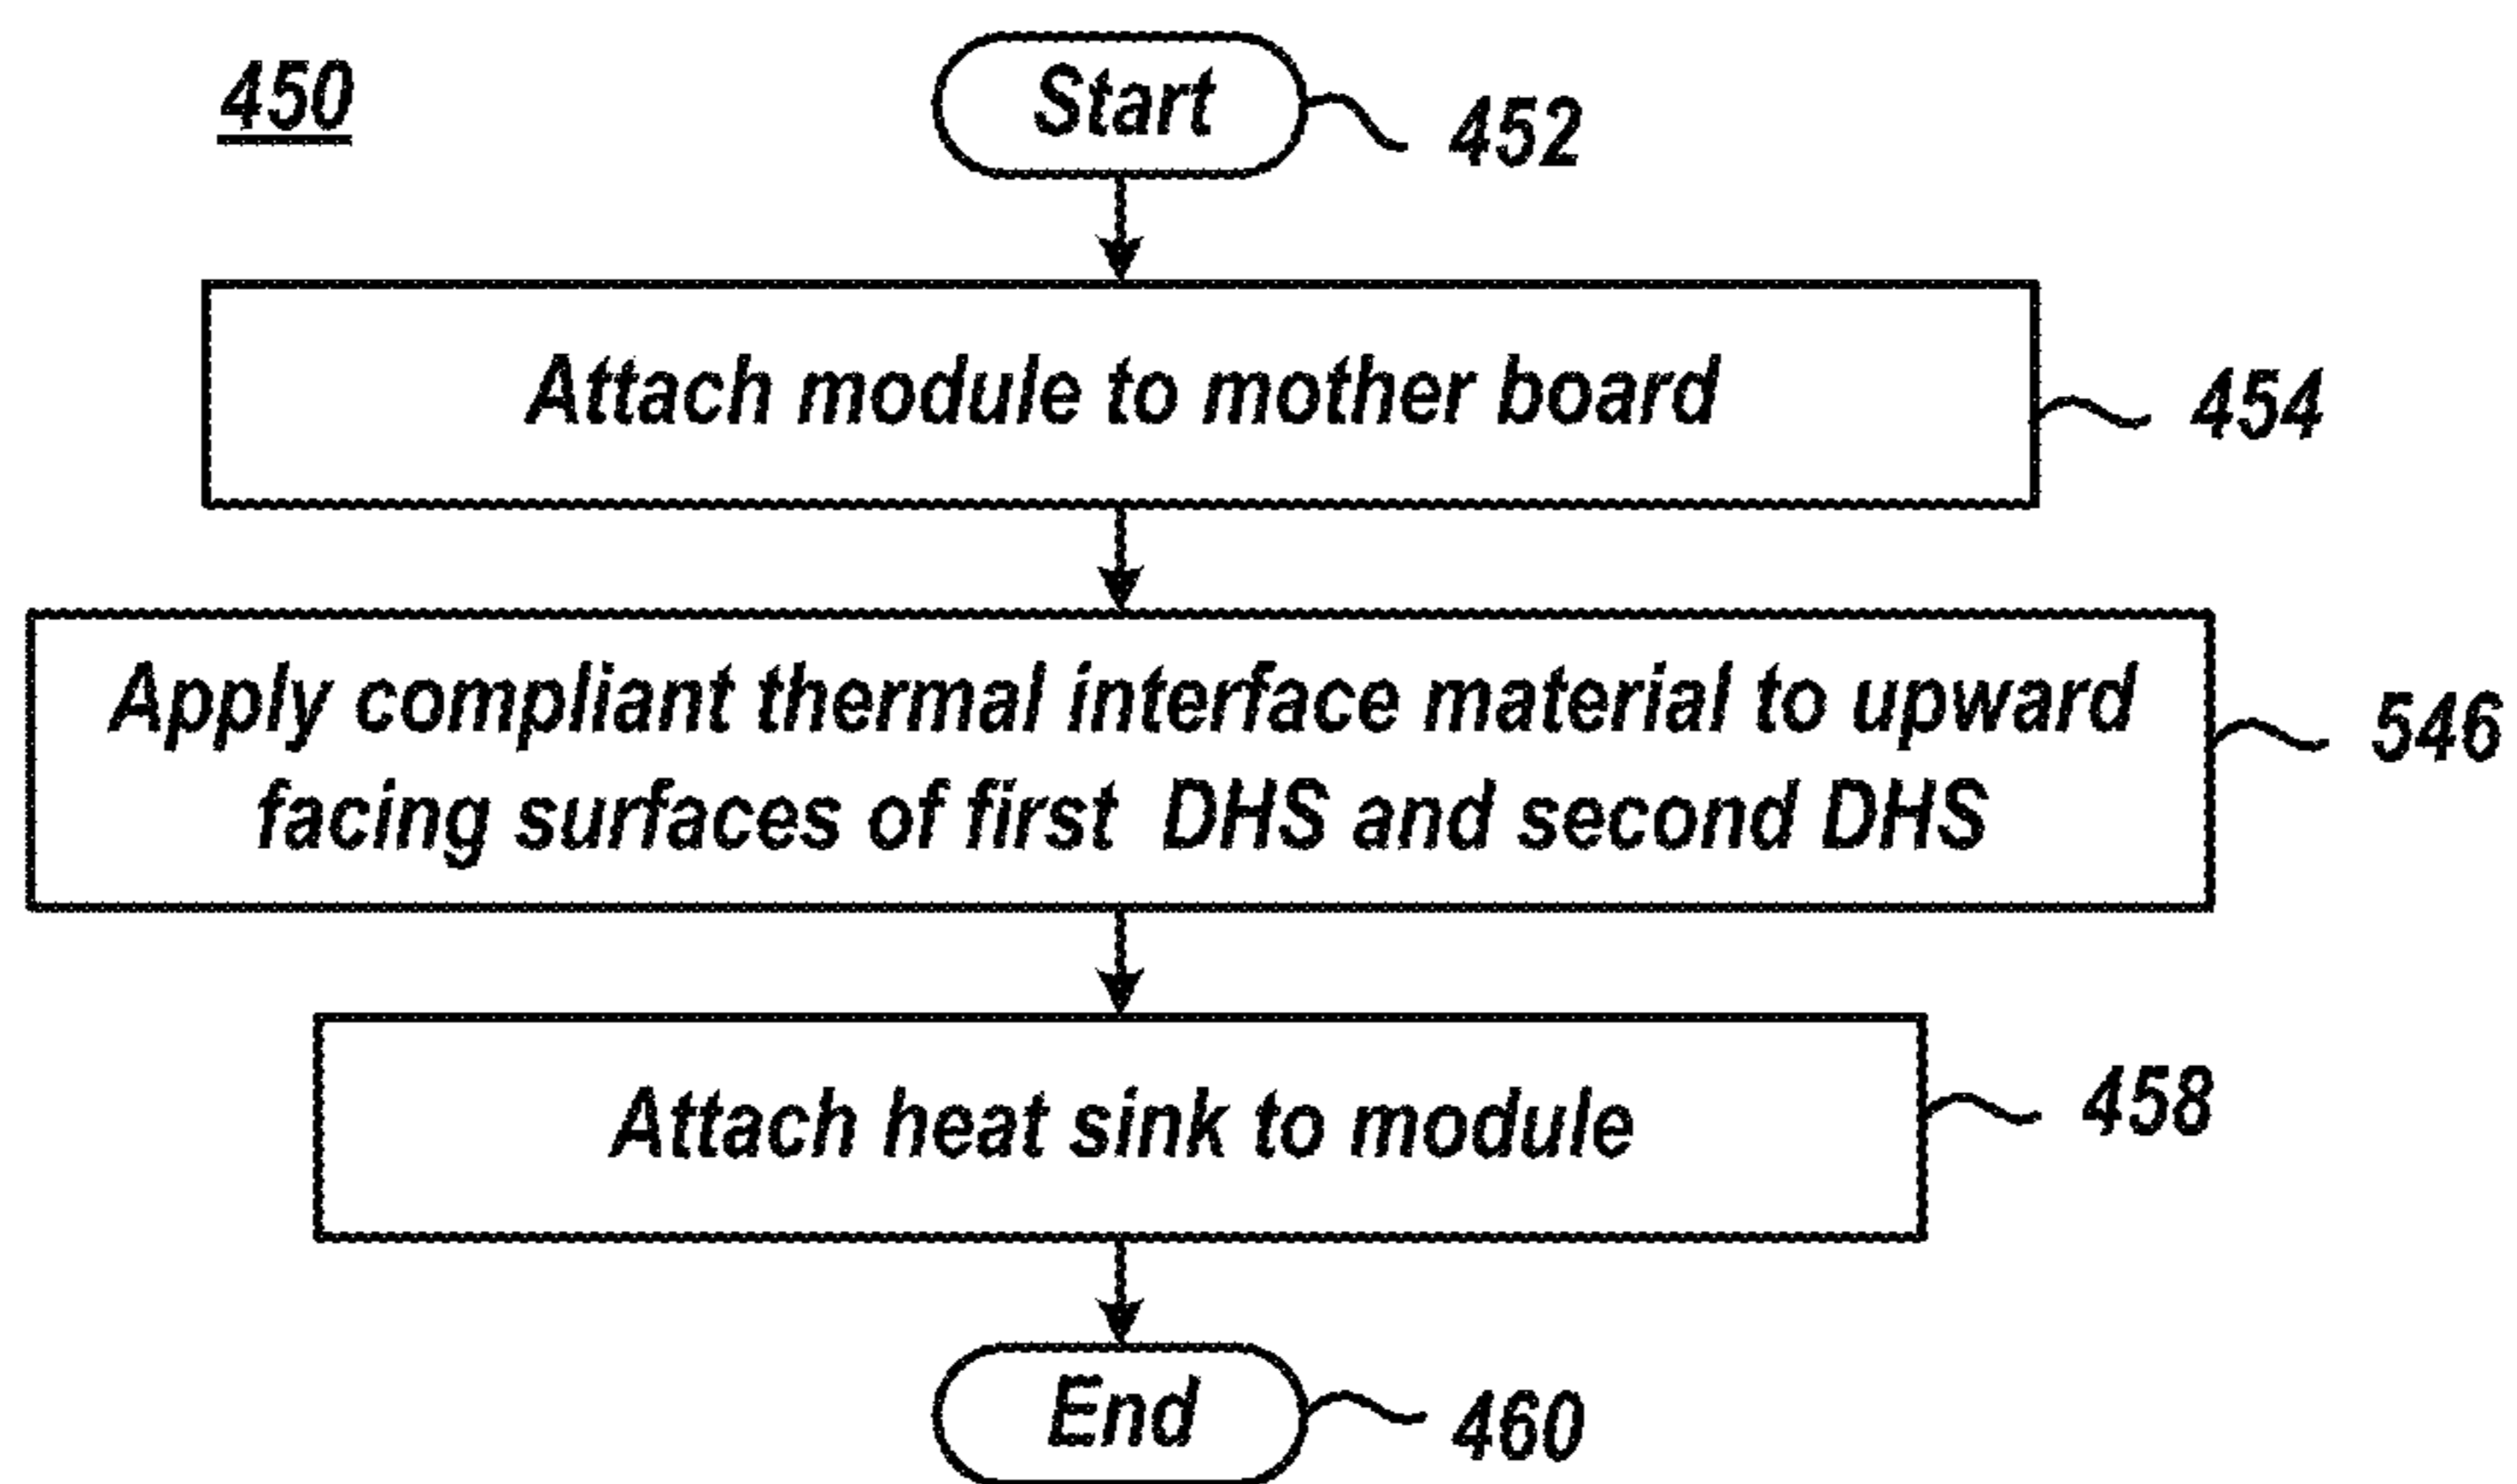 450
Start
452
Attach module to mother board
454
Apply compliant thermal interface material to upward
facing surfaces of first DHS and second DHS
546
Attach heat sink to module
458
End
460